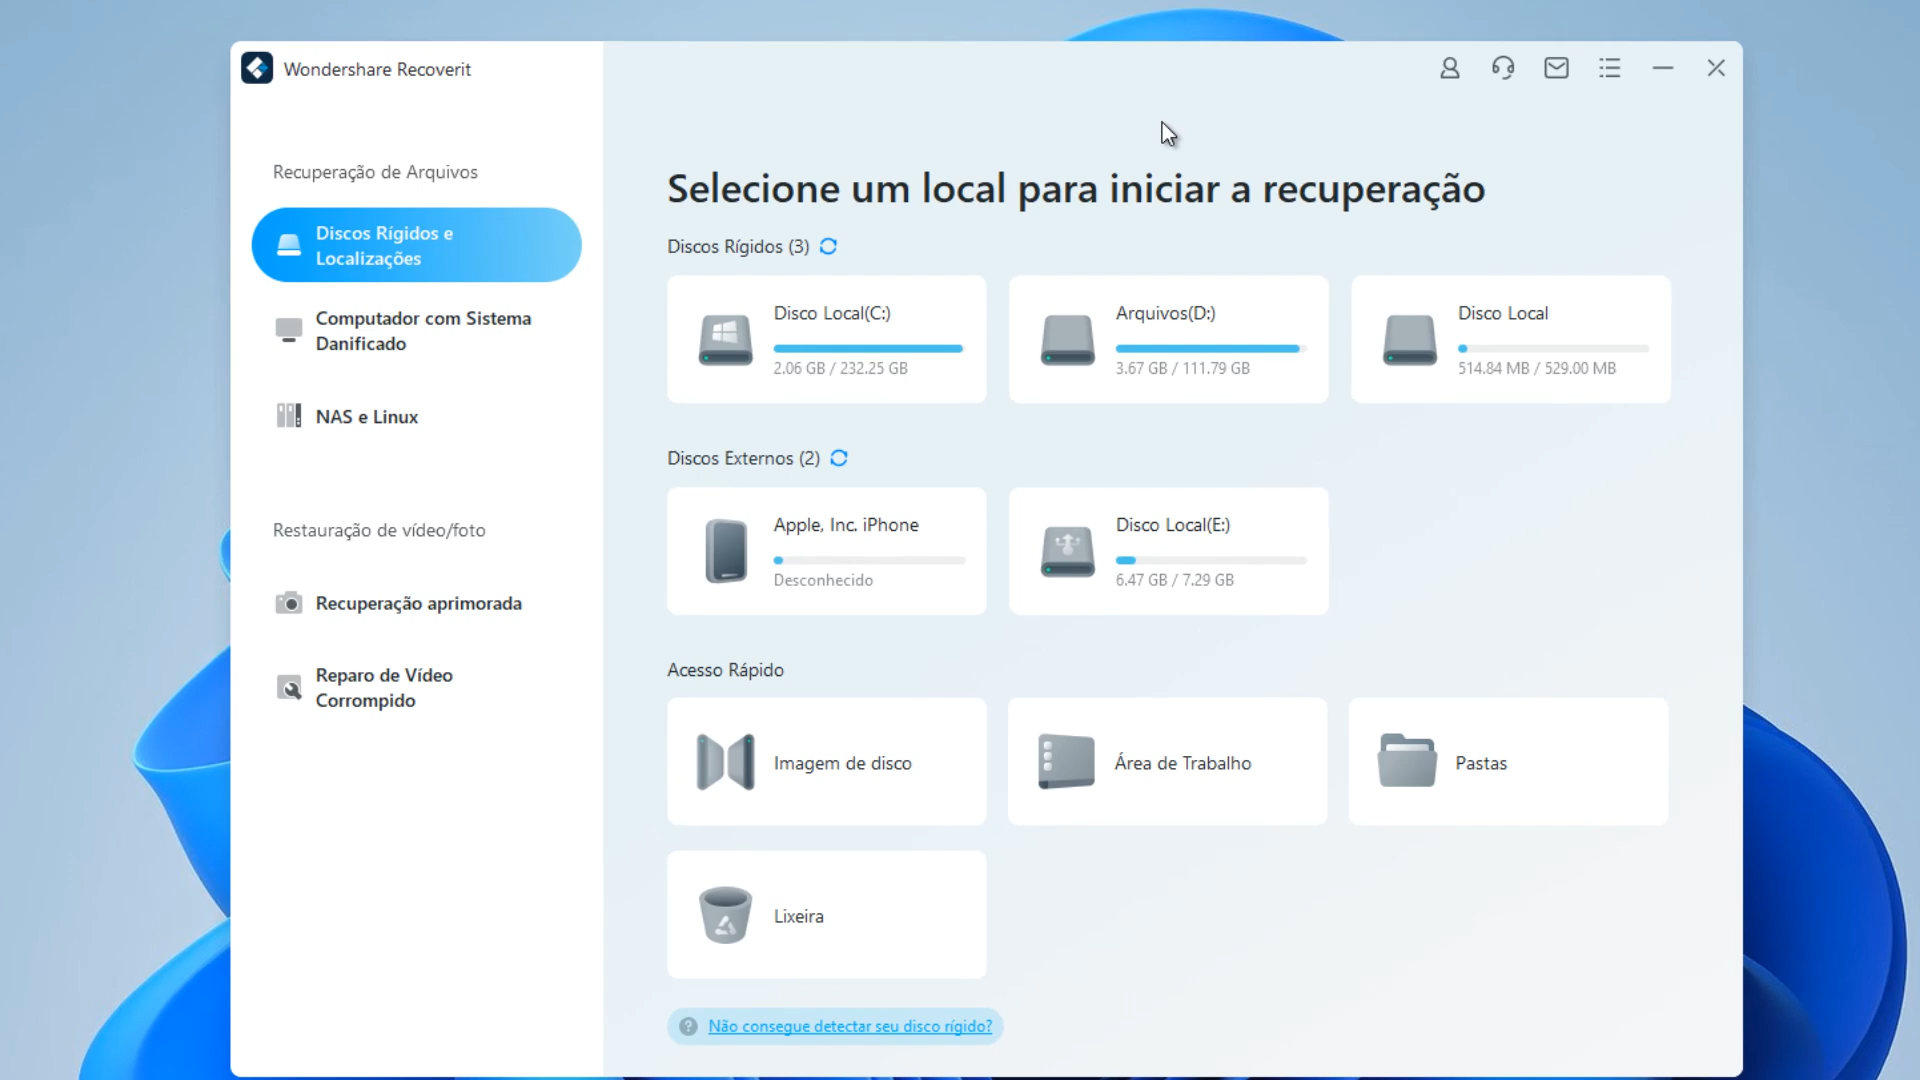 Wondershare Recoverit
Recuperação de Arquivos
Discos Rígidos e
Localizações
Computador com Sistema
Danificado
NAS e Linux
Restauração de vídeo/foto
Recuperação aprimorada
Reparo de Vídeo
Corrompido
Selecione um local para iniciar a recuperação
Discos Rígidos (3)
Disco Local(C:)
2.06 GB / 232.25 GB
Arquivos(D:)
3.67 GB / 111.79 GB
Disco Local
514.84 MB / 529.00 MB
Discos Externos (2)
Apple, Inc. iPhone
Desconhecido
Disco Local(E:)
6.47 GB / 7.29 GB
Acesso Rápido
Imagem de disco
Área de Trabalho
Pastas
Lixeira
Não consegue detectar seu disco rígido?